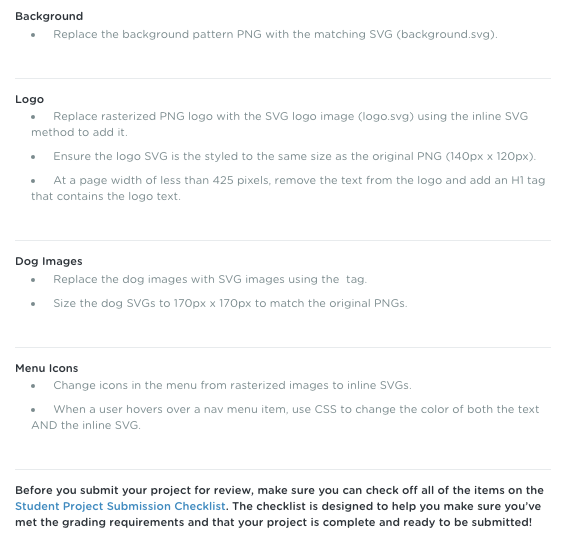 Background
• Replace the background pattern PNG with the matching SVG (background.svg).
Logo
• Replace rasterized PNG logo with the SVG logo image (logo.svg) using the inline SVG
method to add it.
• Ensure the logo SVG is the styled to the same size as the original PNG (140px x 120px).
• At a page width of less than 425 pixels, remove the text from the logo and add an H1 tag
that contains the logo text.
Dog Images
• Replace the dog images with SVG images using the  tag.
• Size the dog SVGs to 170px x 170px to match the original PNGs.
Menu Icons
• Change icons in the menu from rasterized images to inline SVGs.
• When a user hovers over a nav menu item, use CSS to change the color of both the text
AND the inline SVG.
Before you submit your project for review, make sure you can check off all of the items on the
Student Project Submission Checklist. The checklist is designed to help you make sure you’ve
met the grading requirements and that your project is complete and ready to be submitted!